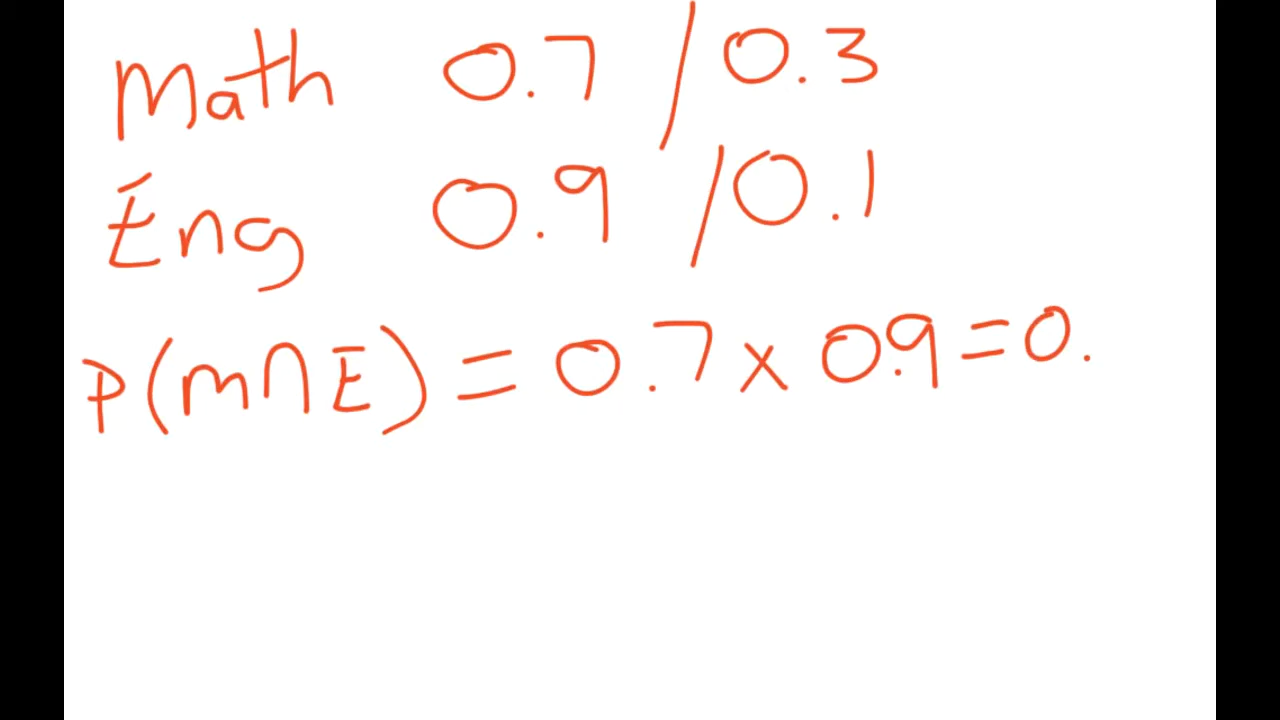 Math 0.7 / 0.3
Eng 0.9 / 0.1
P(m∩E) = 0.7 x 0.9 = 0.